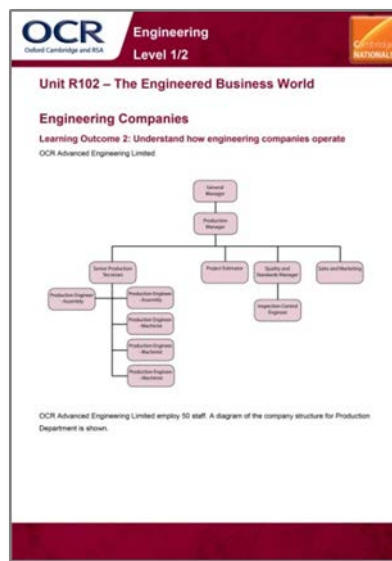 OCR
Oxford Cambridge and RSA
Engineering
Level 1/2
Cambridge
NATIONALS
Unit R102 – The Engineered Business World
Engineering Companies
Learning Outcome 2: Understand how engineering companies operate
OCR Advanced Engineering Limited
General
Manager
Production
Manager
Senior Production
Project Estimator
Quality and
Standards Manager
Sales and Marketing
Production Engineer
- Assembly
Production Engineer
- Assembly
Inspection Control
Engineer
Production Engineer
- Machinist
Production Engineer
- Machinist
Production Engineer
- Machinist
OCR Advanced Engineering Limited employ 50 staff. A diagram of the company structure for Production
Department is shown.